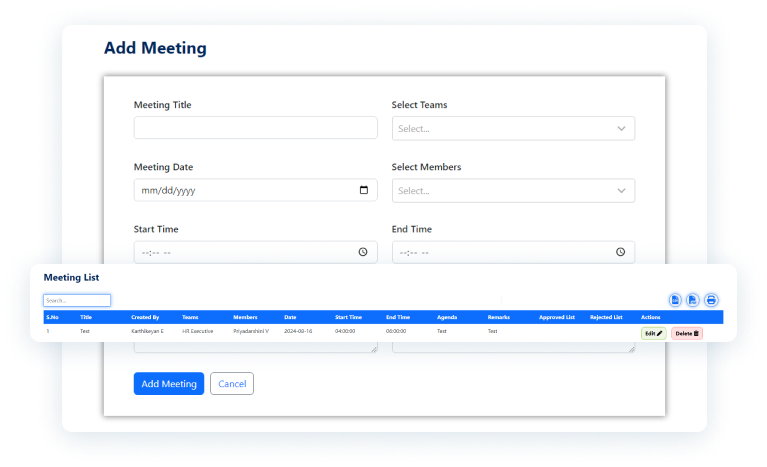 Add Meeting
Meeting Title Select Teams
Select...
Meeting Date Select Members
mm/dd/yyyy Select...
Start Time End Time
--:-- -- --:-- --
Meeting List
Search...
S.No Title Created By Teams Members Date Start Time End Time Agenda Remarks Approved List Rejected List Actions
1 Test Karthikeyan E HR Executive Priyadarshini V 2024-08-16 04:00:00 06:00:00 Test Test Edit Delete
Add Meeting Cancel